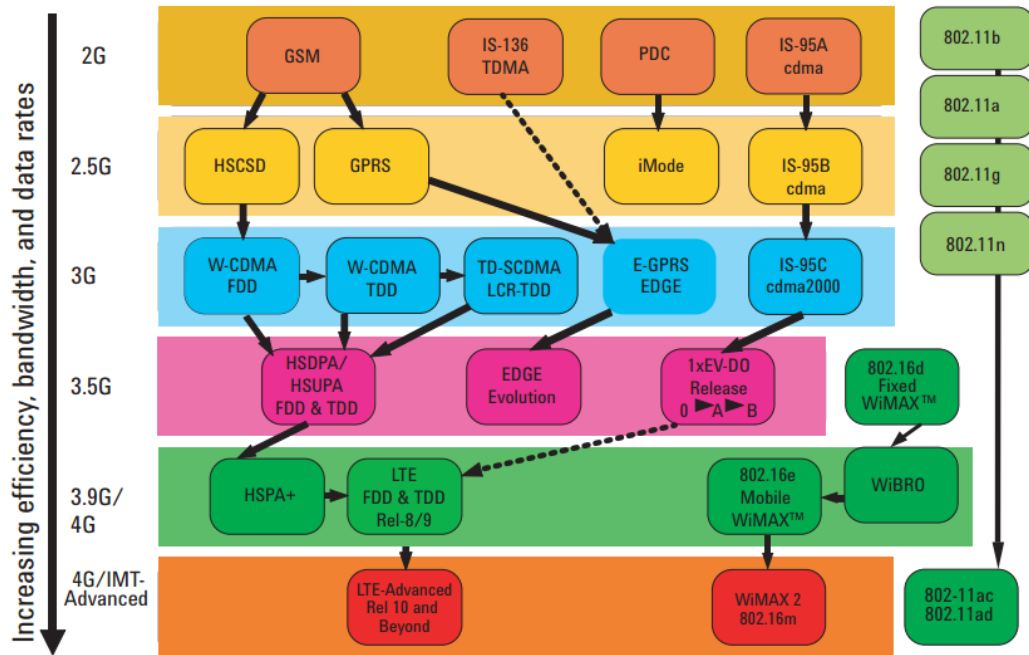 Increasing efficiency, bandwidth, and data rates
2G
GSM
IS-136
TDMA
PDC
IS-95A
cdma
802.11b
802.11a
2.5G
HSCSD
GPRS
iMode
IS-95B
cdma
802.11g
802.11n
3G
W-CDMA
FDD
W-CDMA
TDD
TD-SCDMA
LCR-TDD
E-GPRS
EDGE
IS-95C
cdma2000
3.5G
HSDPA/
HSUPA
FDD & TDD
EDGE
Evolution
1xEV-DO
Release
0 ► A ► B
802.16d
Fixed
WiMAX™
3.9G/
4G
HSPA+
LTE
FDD & TDD
Rel-8/9
802.16e
Mobile
WiMAX™
WiBRO
4G/IMT-
Advanced
LTE-Advanced
Rel 10 and
Beyond
WiMAX 2
802.16m
802-11ac
802.11ad